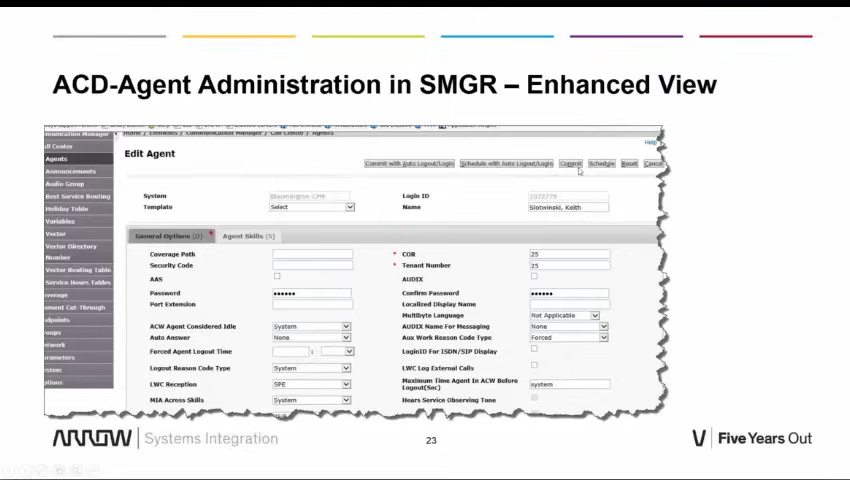 ACD-Agent Administration in SMGR – Enhanced View
Home / Elements / Communication Manager / Call Center / Agents
Help
Agents
Announcements
Audio Group
Best Service Routing
Holiday Table
Variables
Vector
Vector Directory
Number
Vector Routing Table
Service Hours Tables
Edit Agent
Commit with Auto Logout/Login
Schedule with Auto Logout/Login
Commit
Schedule
Reset
Cancel
System
Bloomington-CM6
Login ID
1022779
Template
Select
Name
Slotwinski, Keith
General Options (G) *
Agent Skills (S)
Coverage Path
* COR
25
Security Code
* Tenant Number
25
AAS
AUDIX
Password
••••••
Confirm Password
••••••
Port Extension
Localized Display Name
Multibyte Language
Not Applicable
ACW Agent Considered Idle
System
AUDIX Name For Messaging
None
Auto Answer
None
Aux Work Reason Code Type
Forced
Forced Agent Logout Time
:
LoginID For ISDN/SIP Display
Logout Reason Code Type
System
LWC Log External Calls
LWC Reception
SPE
Maximum Time Agent In ACW Before
Logout(Sec)
system
MIA Across Skills
System
Hears Service Observing Tone
ARROW
Systems Integration
23
Five Years Out